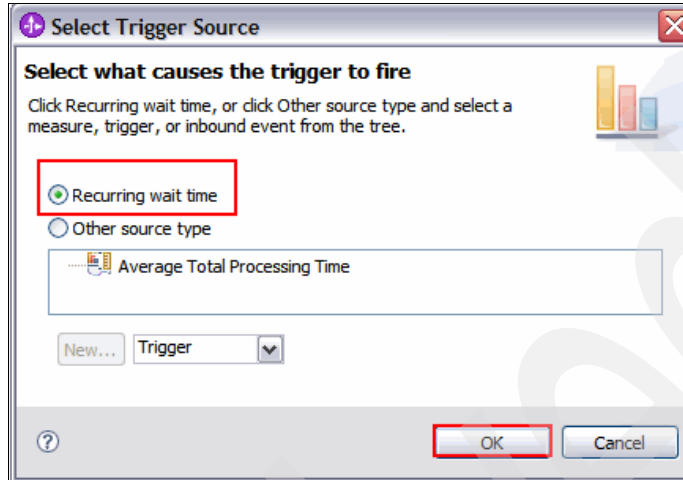 Select Trigger Source
Select what causes the trigger to fire
Click Recurring wait time, or click Other source type and select a
measure, trigger, or inbound event from the tree.
Recurring wait time
Other source type
Average Total Processing Time
New... Trigger
? OK Cancel